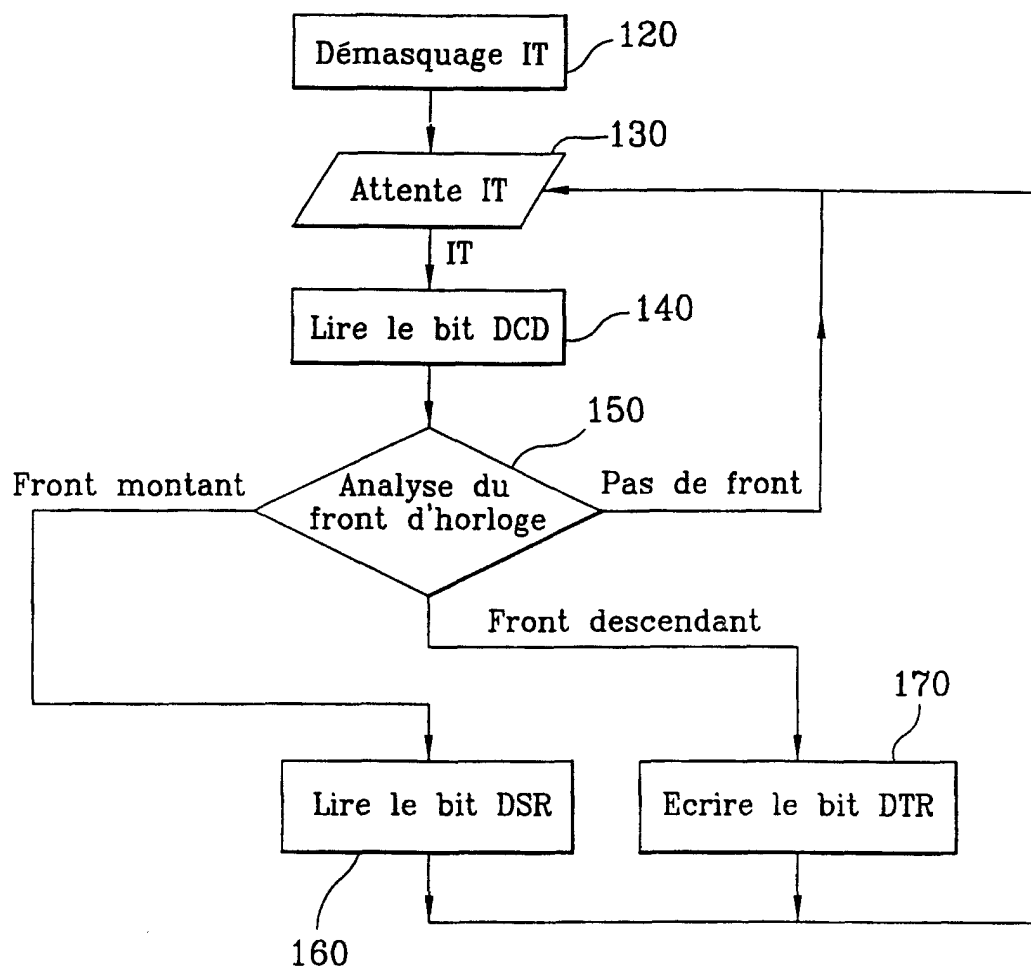 Démasquage IT
120
130
Attente IT
IT
Lire le bit DCD
140
150
Front montant
Analyse du
front d'horloge
Pas de front
Front descendant
170
Lire le bit DSR
Ecrire le bit DTR
160